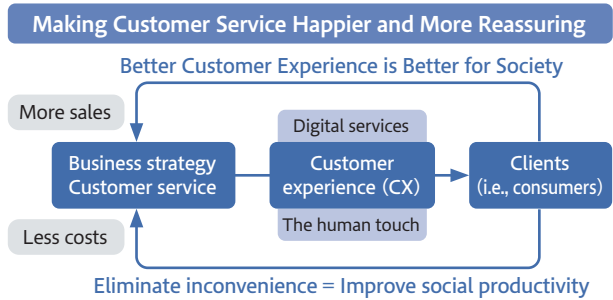 Making Customer Service Happier and More Reassuring
Better Customer Experience is Better for Society
More sales
Digital services
Business strategy
Customer service
Customer
experience (CX)
Clients
(i.e., consumers)
The human touch
Less costs
Eliminate inconvenience = Improve social productivity